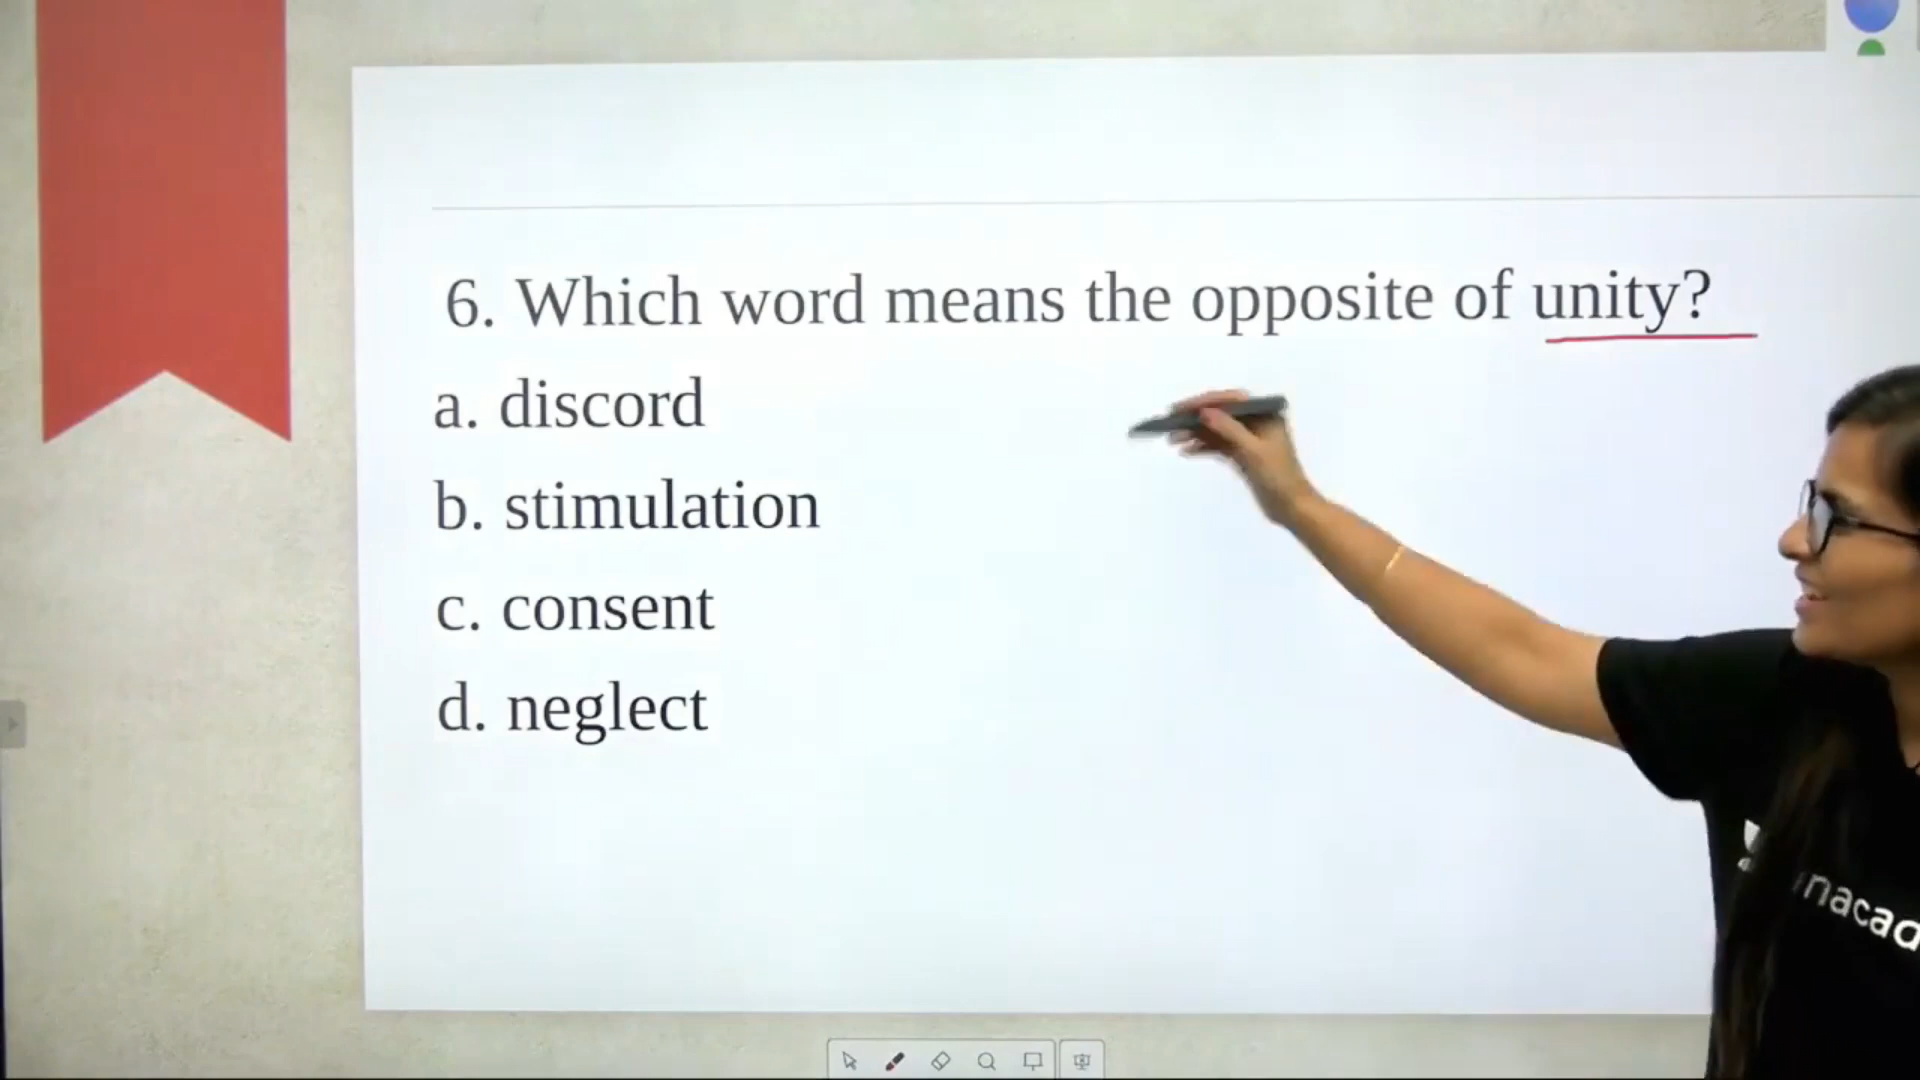 6. Which word means the opposite of unity?
a. discord
b. stimulation
c. consent
d. neglect
nacad